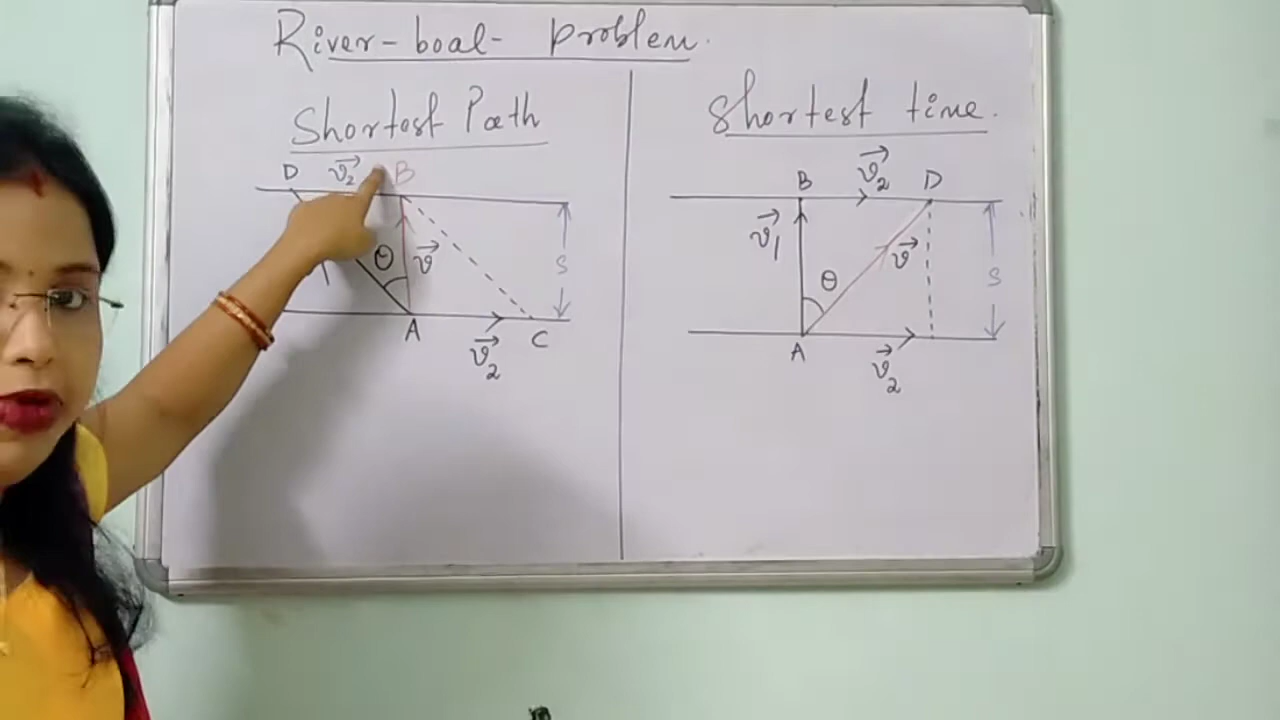 River-boat- problem.
Shortest Path
D v⃗₂ B
θ v⃗ S
A v⃗₂ C
Shortest time.
B v⃗₂ D
v⃗₁ θ v⃗ S
A v⃗₂